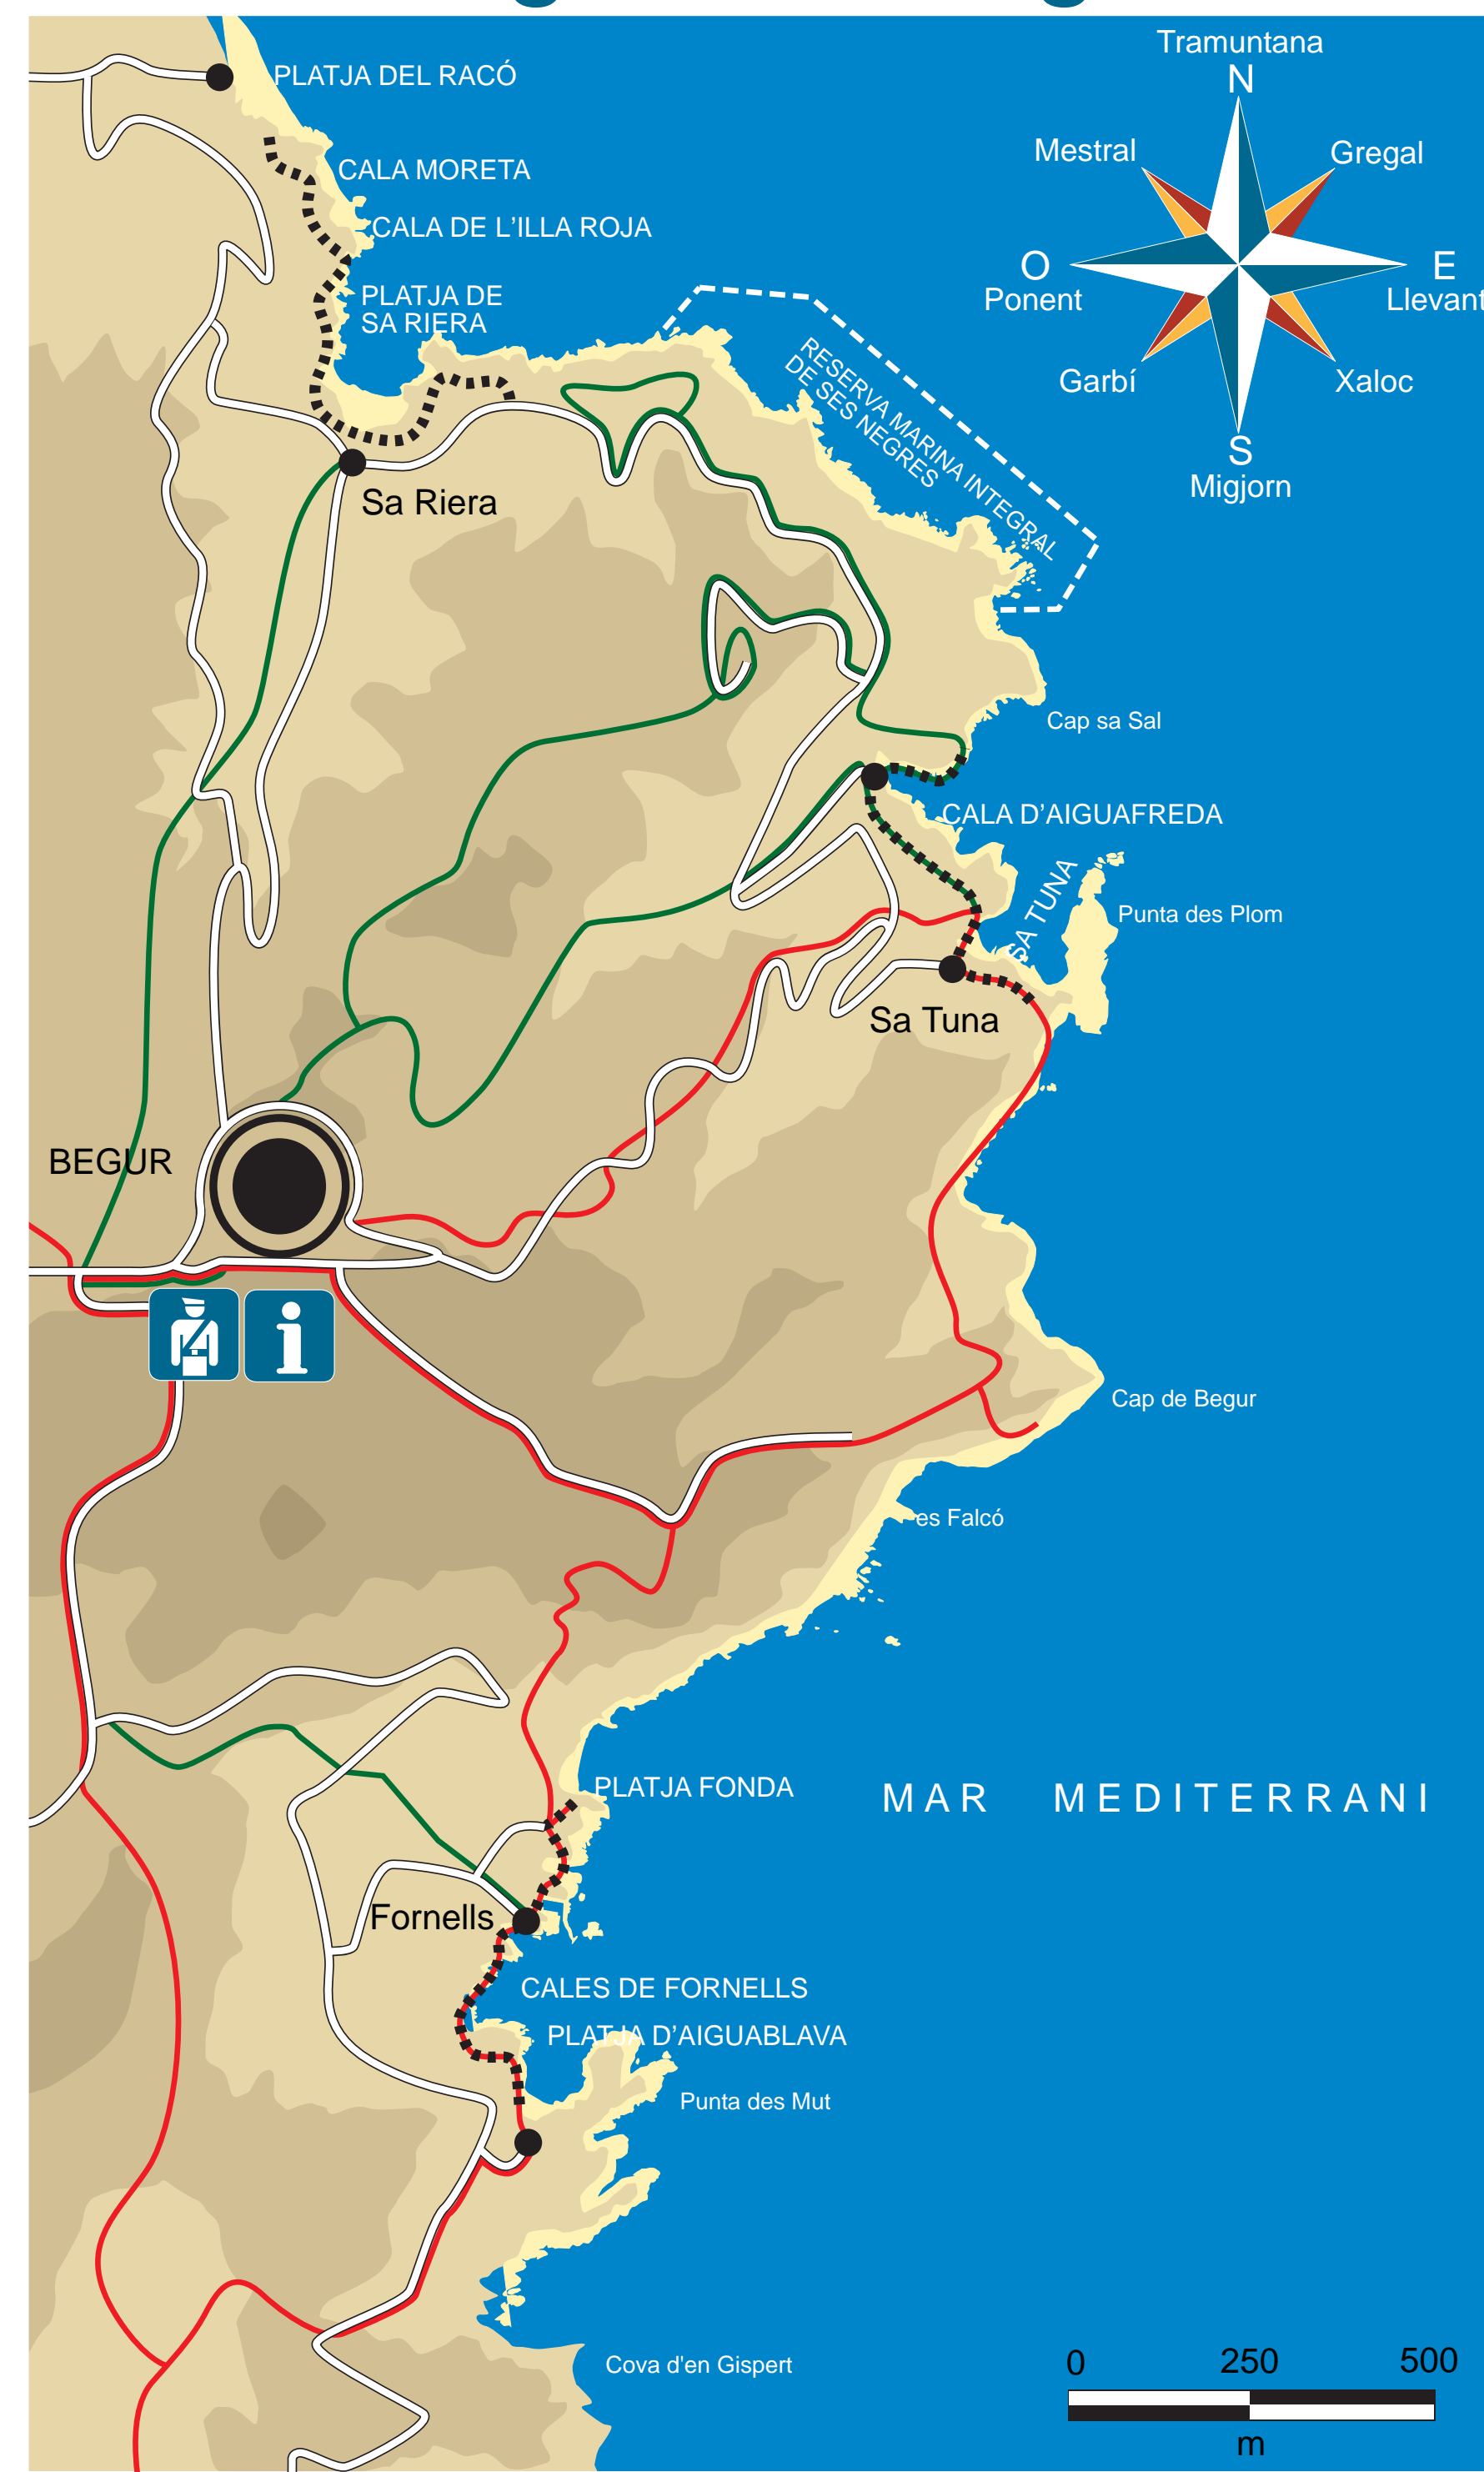 Tramuntana
N
PLATJA DEL RACÓ
Mestral
Gregal
CALA MORETA
CALA DE L'ILLA ROJA
O
Ponent
E
Llevant
PLATJA DE
SA RIERA
RESERVA MARINA INTEGRAL
DE SES NEGRES
Garbí
Xaloc
S
Migjorn
Sa Riera
Cap sa Sal
CALA D'AIGUAFREDA
SA TUNA
Punta des Plom
Sa Tuna
BEGUR
Cap de Begur
es Falcó
PLATJA FONDA
MAR MEDITERRANI
Fornells
CALES DE FORNELLS
PLATJA D'AIGUABLAVA
Punta des Mut
Cova d'en Gispert
0 250 500
m